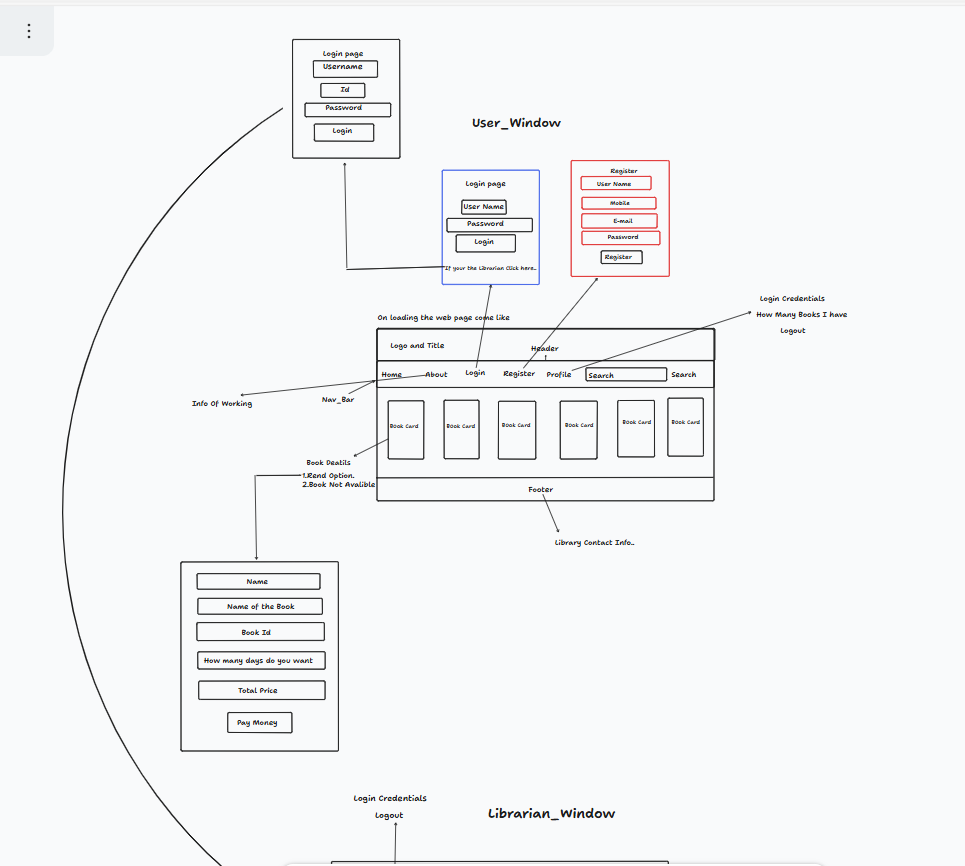 Login page
Username
Id
Password
Login
User_Window
Login page
User Name
Password
Login
If your the Librarian Click here..
Register
User Name
Mobile
E-mail
Password
Register
Login Credentials
How Many Books I have
Logout
On loading the web page come like
Logo and Title
Header
Home
About
Login
Register
Profile
Search
Search
Info Of Working
Nav_Bar
Book Card
Book Card
Book Card
Book Card
Book Card
Book Card
Book Deatils
1.Rend Option.
2.Book Not Avalible
Footer
Library Contact Info..
Name
Name of the Book
Book Id
How many days do you want
Total Price
Pay Money
Login Credentials
Logout
Librarian_Window